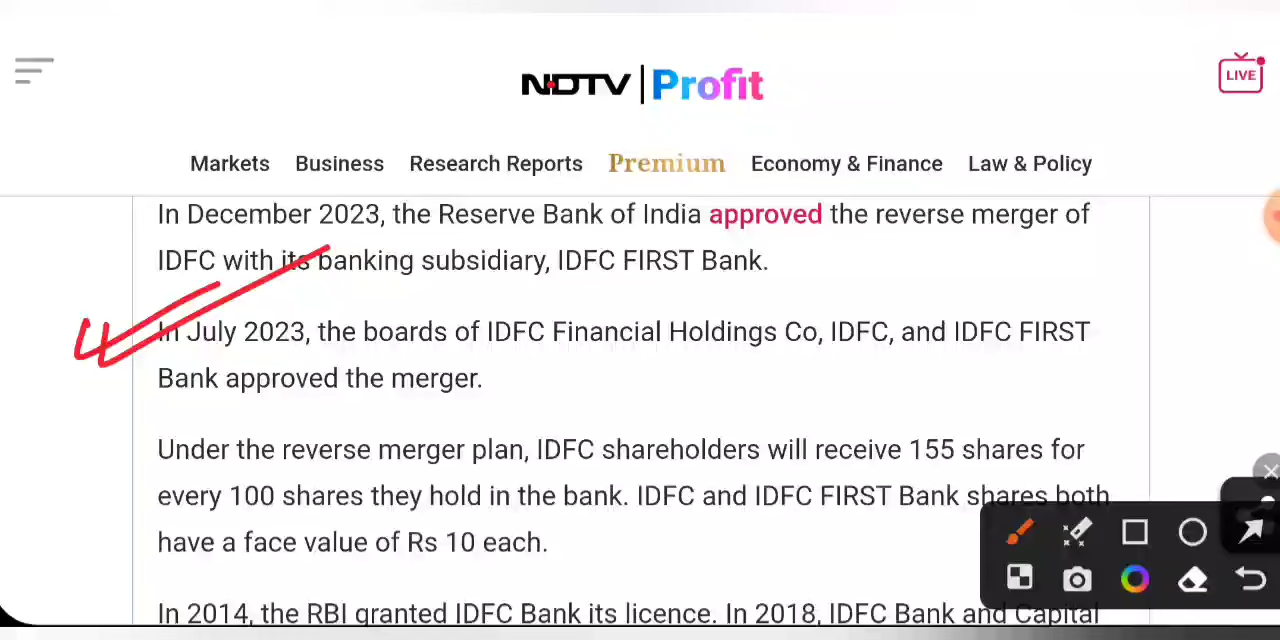 NDTV Profit
LIVE
Markets Business Research Reports Premium Economy & Finance Law & Policy
In December 2023, the Reserve Bank of India approved the reverse merger of
IDFC with its banking subsidiary, IDFC FIRST Bank.
In July 2023, the boards of IDFC Financial Holdings Co, IDFC, and IDFC FIRST
Bank approved the merger.
Under the reverse merger plan, IDFC shareholders will receive 155 shares for
every 100 shares they hold in the bank. IDFC and IDFC FIRST Bank shares both
have a face value of Rs 10 each.
In 2014, the RBI granted IDFC Bank its licence. In 2018, IDFC Bank and Capital